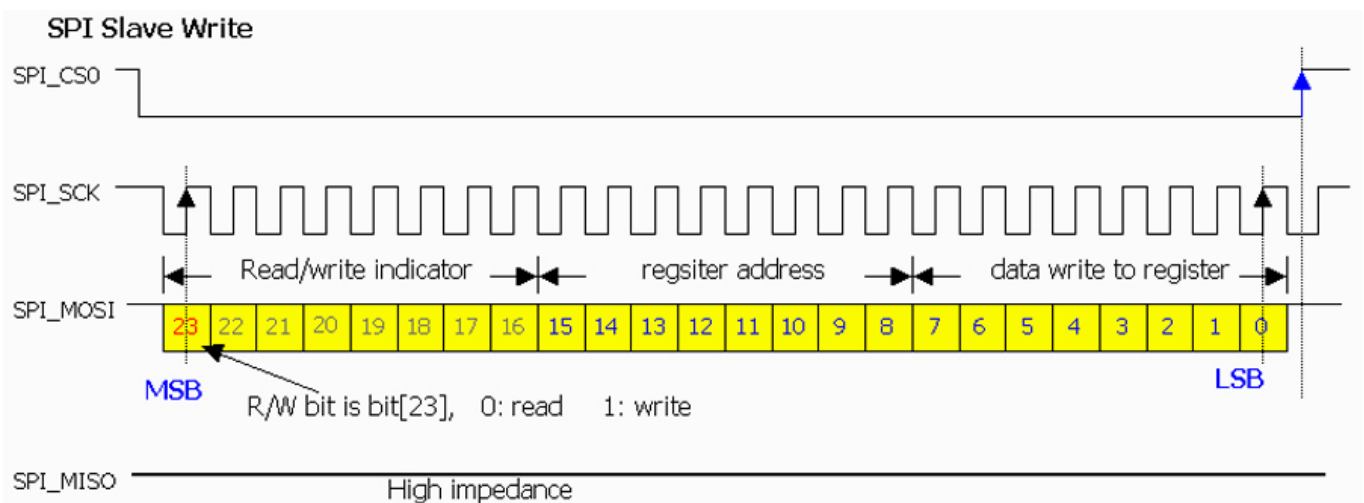 SPI Slave Write
SPI_CS0
SPI_SCK
Read/write indicator regsiter address data write to register
SPI_MOSI 23 22 21 20 19 18 17 16 15 14 13 12 11 10 9 8 7 6 5 4 3 2 1 0
MSB LSB
R/W bit is bit[23], 0: read 1: write
SPI_MISO
High impedance